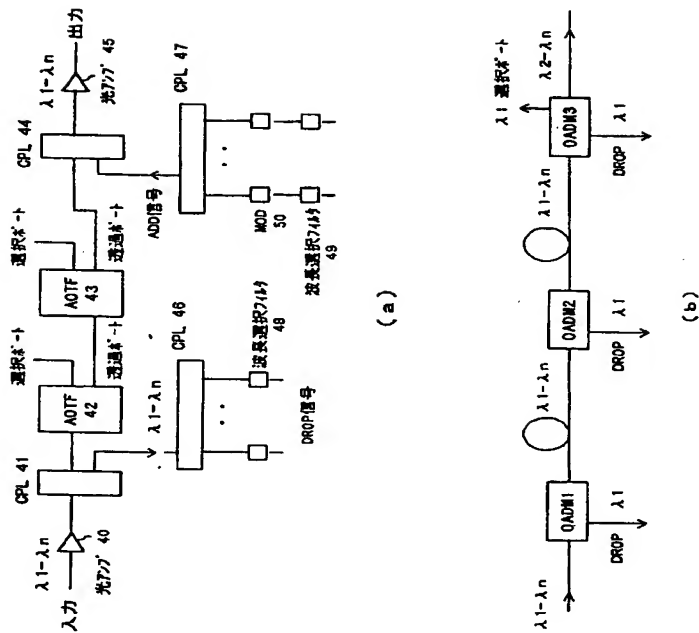 入力
λ1-λn
光アンプ 40
CPL 41
AOTF
42
選択ポート
透過ポート
AOTF
43
選択ポート
透過ポート
CPL 44
λ1-λn
光アンプ 45
出力
λ1-λn
CPL 46
...
波長選択フィルタ
48
DROP信号
ADD信号
CPL 47
...
MOD
50
波長選択フィルタ
49
(a)
λ1-λn
OADM1
DROP
λ1
λ1-λn
OADM2
DROP
λ1
λ1-λn
OADM3
λ1 選択ポート
λ2-λn
DROP
λ1
(b)